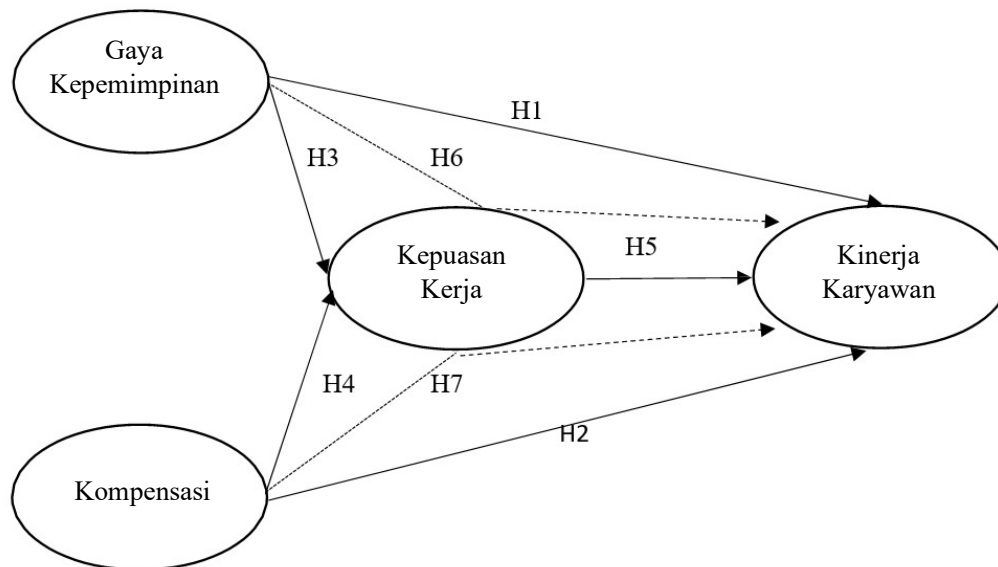 Gaya
Kepemimpinan
H1
H3
H6
Kepuasan
Kerja
H5
Kinerja
Karyawan
H4
H7
H2
Kompensasi